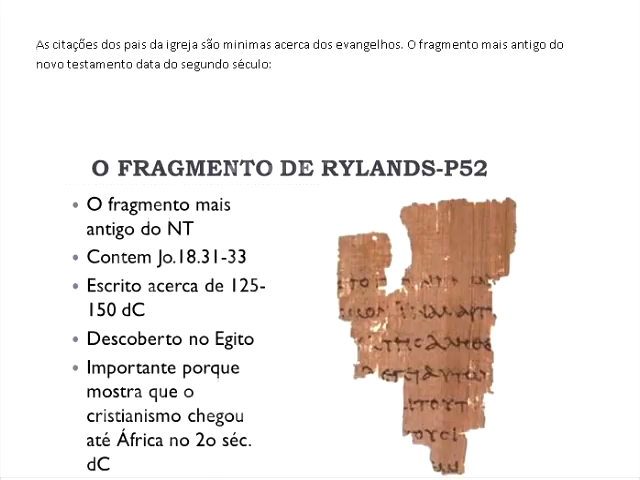 As citações dos pais da igreja são minimas acerca dos evangelhos. O fragmento mais antigo do
novo testamento data do segundo século:
O FRAGMENTO DE RYLANDS-P52
• O fragmento mais
antigo do NT
• Contem Jo.18.31-33
• Escrito acerca de 125-
150 dC
• Descoberto no Egito
• Importante porque
mostra que o
cristianismo chegou
até África no 2o séc.
dC